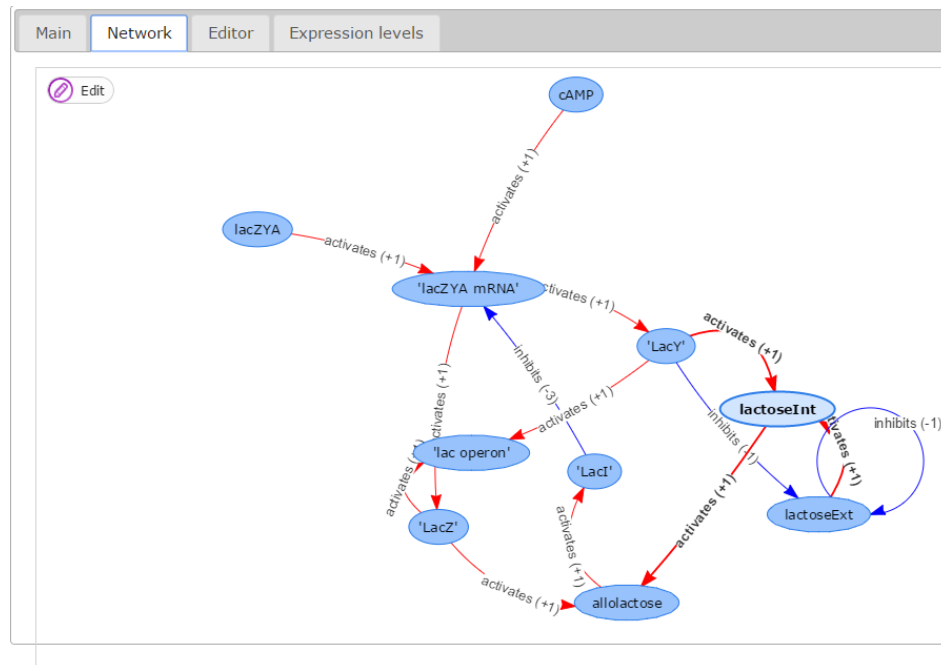 Main
Network
Editor
Expression levels
Edit
cAMP
activates (+1)
lacZYA
activates (+1)
'lacZYA mRNA'
ctivates (+1)
activates (+1)
'LacY'
inhibits (-3)
activates (+1)
activates (+1)
lactoseInt
inhibits (-1)
inhibits (-1)
tivates (+1)
'lac operon'
'LacI'
activates (+1)
activates (+1)
lactoseExt
'LacZ'
activates (+1)
activates (+1)
allolactose